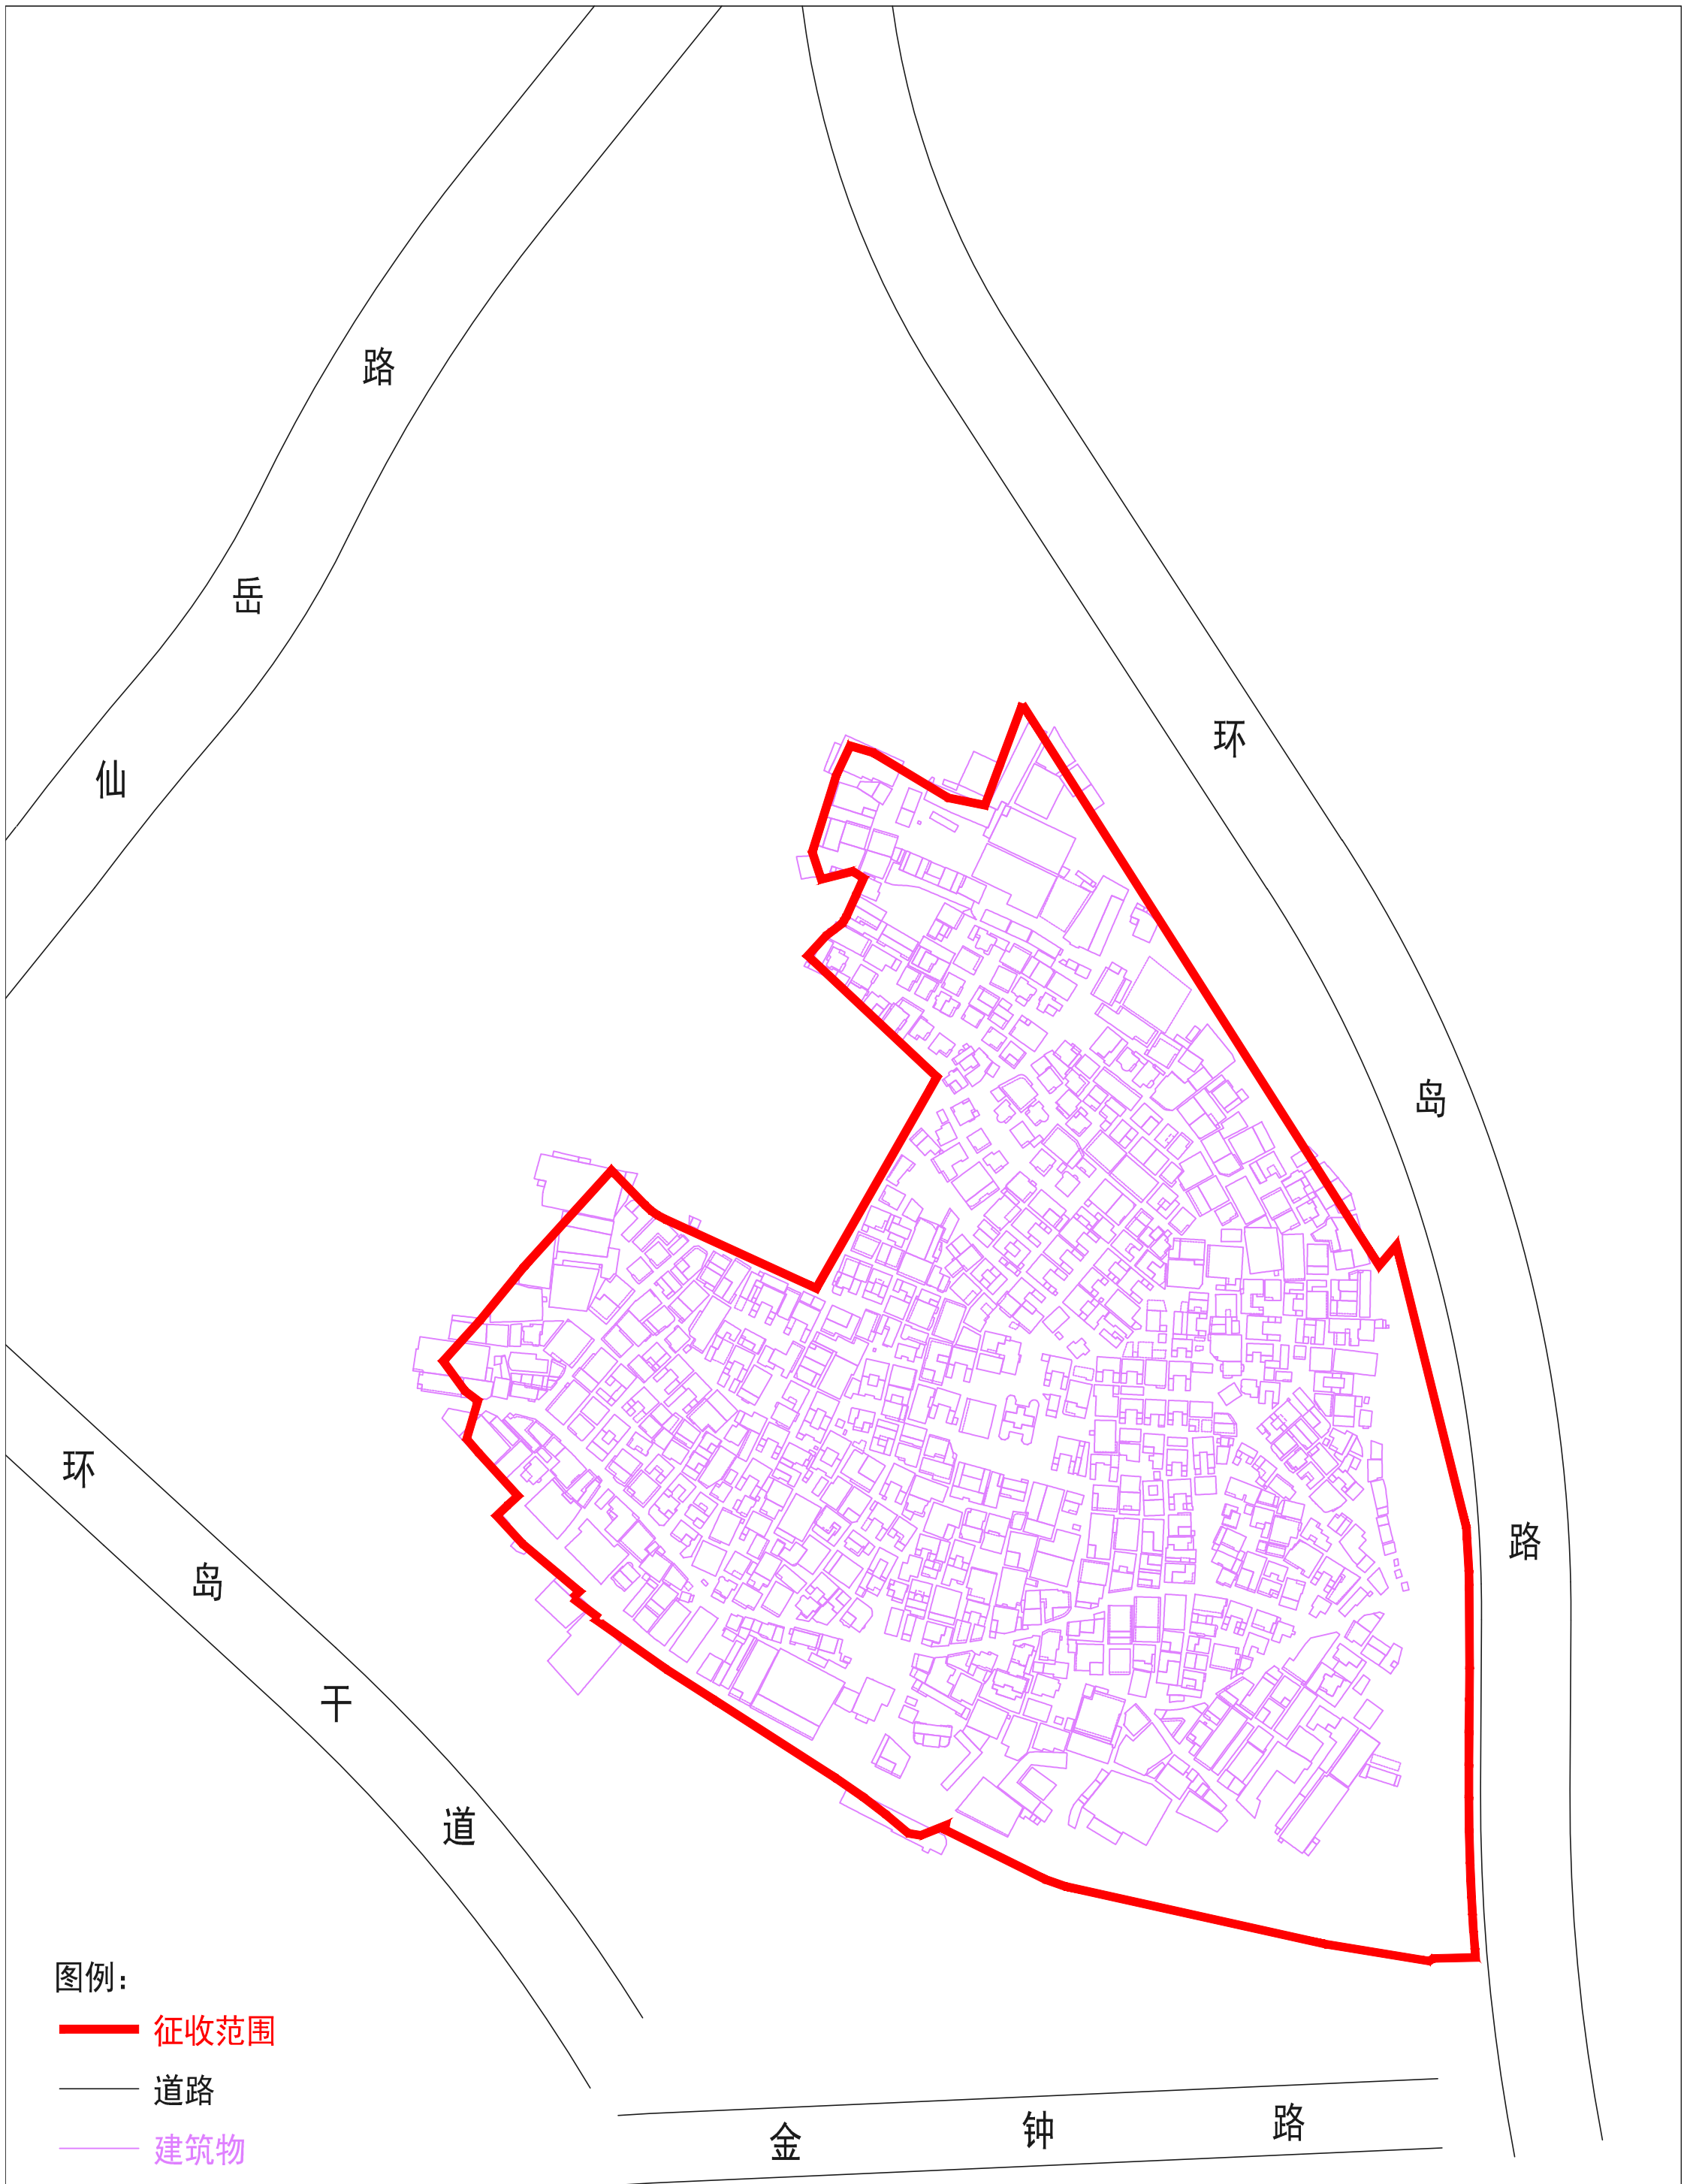 仙岳路
环岛路
环岛干道
金钟路
图例：
征收范围
道路
建筑物